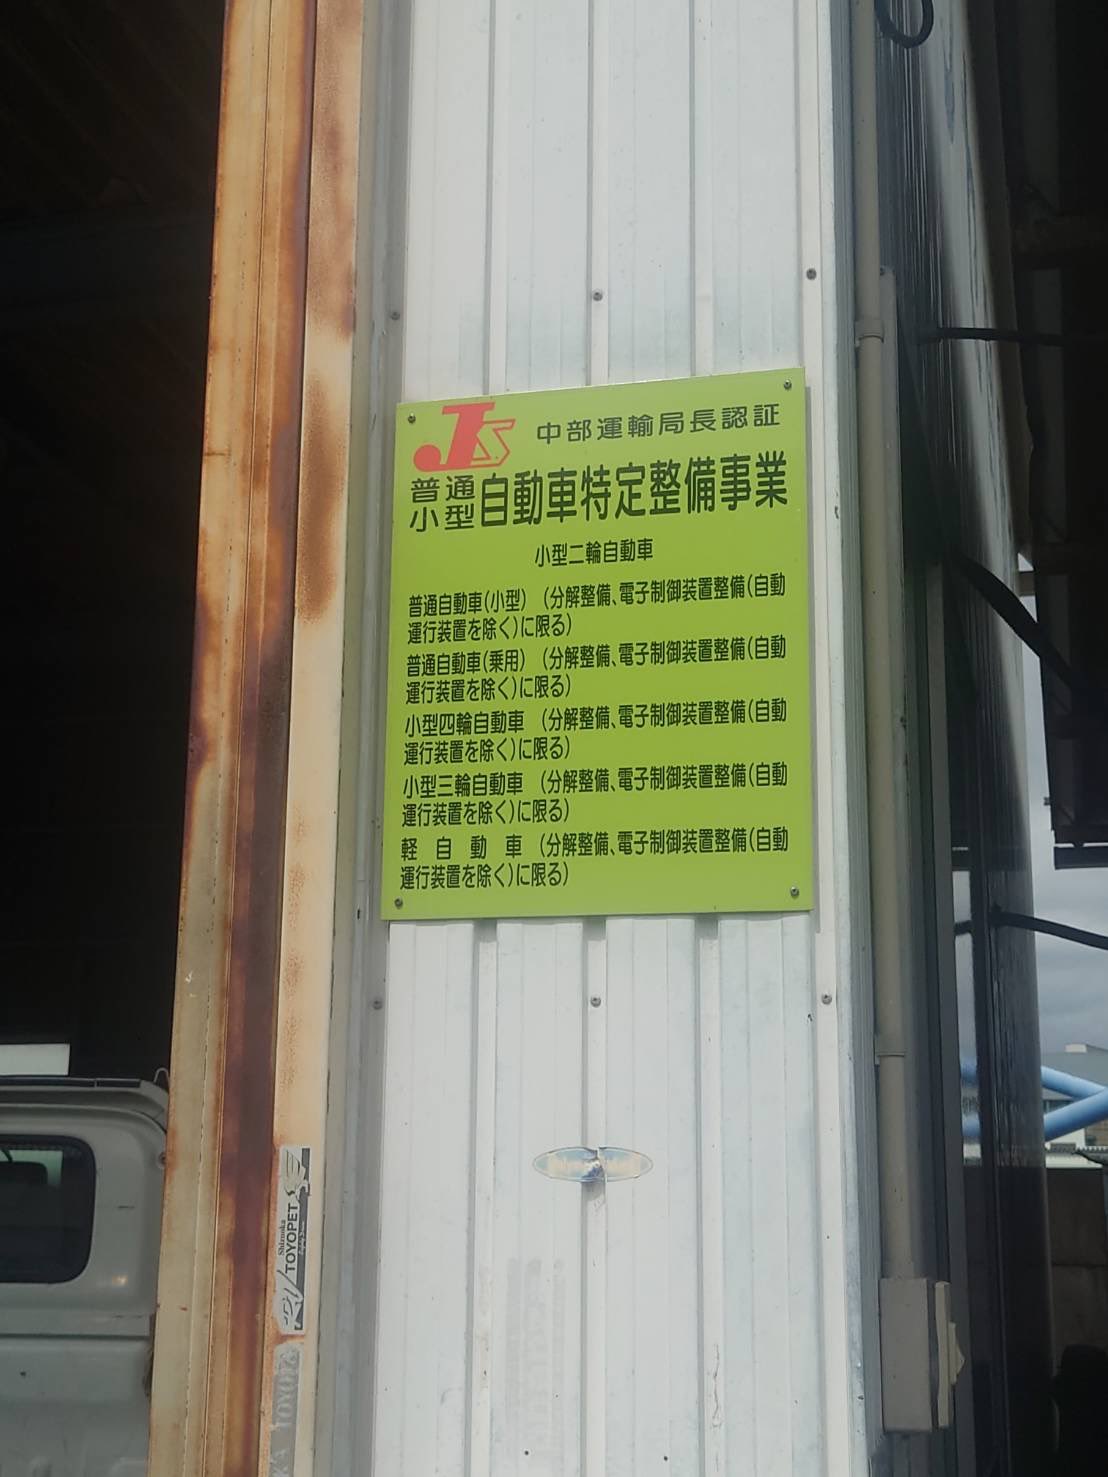 JS 中部運輸局長認証
普通
小型 自動車特定整備事業
小型二輪自動車
普通自動車(小型) (分解整備、電子制御装置整備(自動
運行装置を除く)に限る)
普通自動車(乗用) (分解整備、電子制御装置整備(自動
運行装置を除く)に限る)
小型四輪自動車 (分解整備、電子制御装置整備(自動
運行装置を除く)に限る)
小型三輪自動車 (分解整備、電子制御装置整備(自動
運行装置を除く)に限る)
軽自動車 (分解整備、電子制御装置整備(自動
運行装置を除く)に限る)
Shizuoka
TOYOPET
TOYOTA